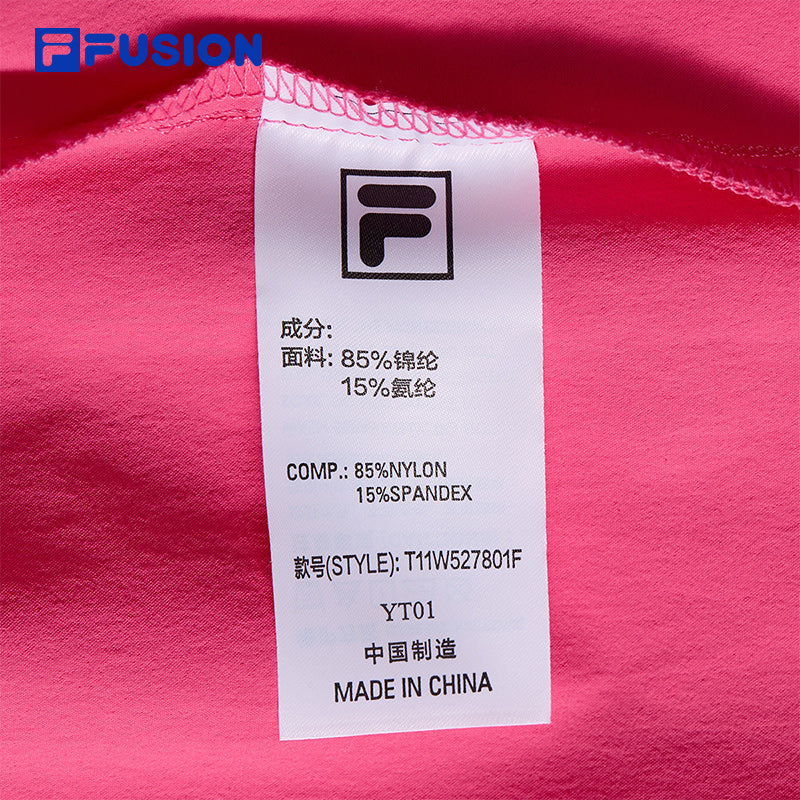 FUSION
F
成分:
面料: 85%锦纶
15%氨纶
COMP.: 85%NYLON
15%SPANDEX
款号(STYLE): T11W527801F
YT01
中国制造
MADE IN CHINA